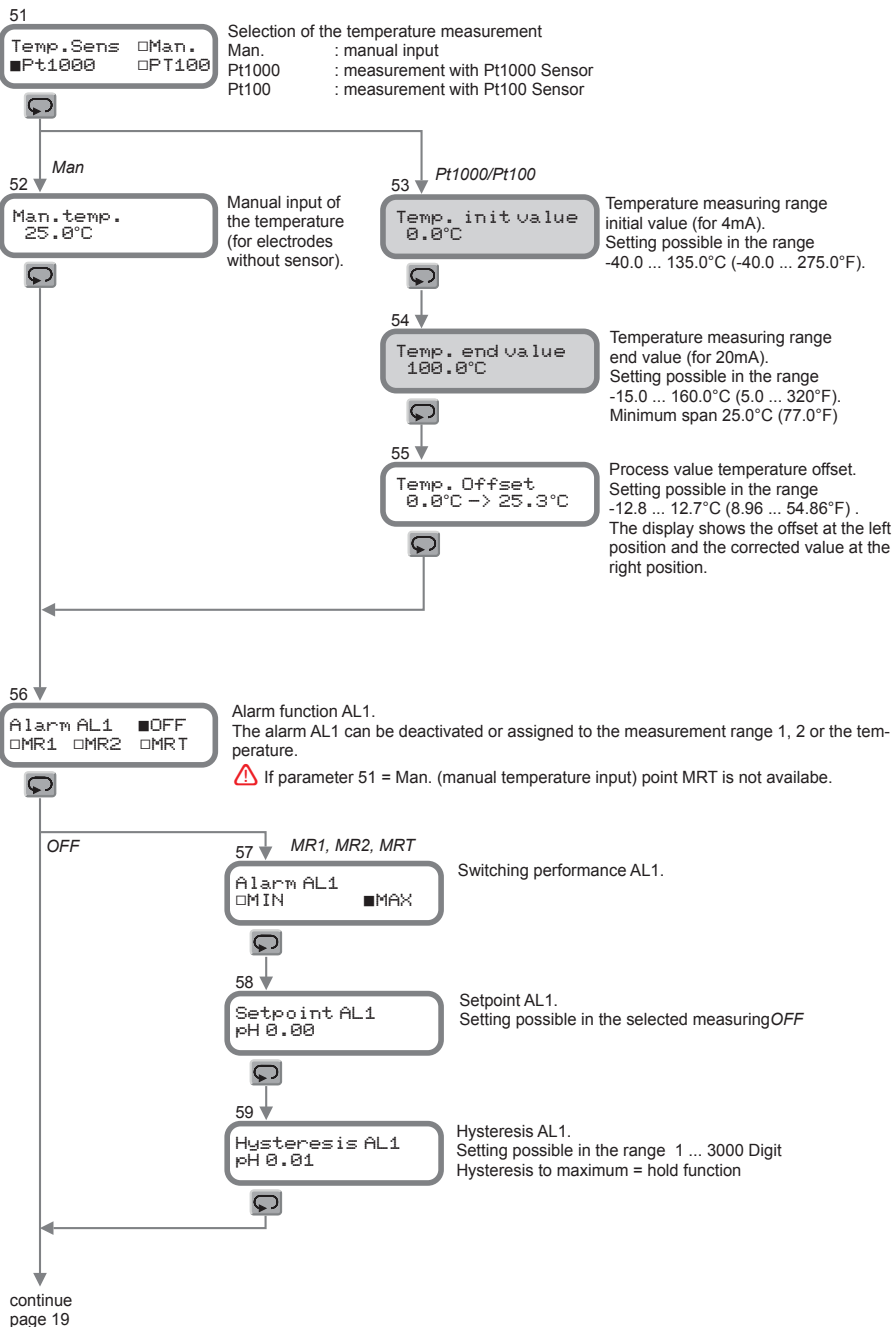 51
Temp.Sens □Man.
■Pt1000 □PT100
Selection of the temperature measurement
Man. : manual input
Pt1000 : measurement with Pt1000 Sensor
Pt100 : measurement with Pt100 Sensor
Man
52
Man.temp.
25.0°C
Manual input of
the temperature
(for electrodes
without sensor).
Pt1000/Pt100
53
Temp. init value
0.0°C
Temperature measuring range
initial value (for 4mA).
Setting possible in the range
-40.0 ... 135.0°C (-40.0 ... 275.0°F).
54
Temp. end value
100.0°C
Temperature measuring range
end value (for 20mA).
Setting possible in the range
-15.0 ... 160.0°C (5.0 ... 320°F).
Minimum span 25.0°C (77.0°F)
55
Temp. Offset
0.0°C -> 25.3°C
Process value temperature offset.
Setting possible in the range
-12.8 ... 12.7°C (8.96 ... 54.86°F) .
The display shows the offset at the left
position and the corrected value at the
right position.
56
Alarm AL1 ■OFF
□MR1 □MR2 □MRT
Alarm function AL1.
The alarm AL1 can be deactivated or assigned to the measurement range 1, 2 or the tem-
perature.
If parameter 51 = Man. (manual temperature input) point MRT is not availabe.
OFF
MR1, MR2, MRT
57
Alarm AL1
□MIN ■MAX
Switching performance AL1.
58
Setpoint AL1
pH 0.00
Setpoint AL1.
Setting possible in the selected measuringOFF
59
Hysteresis AL1
pH 0.01
Hysteresis AL1.
Setting possible in the range 1 ... 3000 Digit
Hysteresis to maximum = hold function
continue
page 19